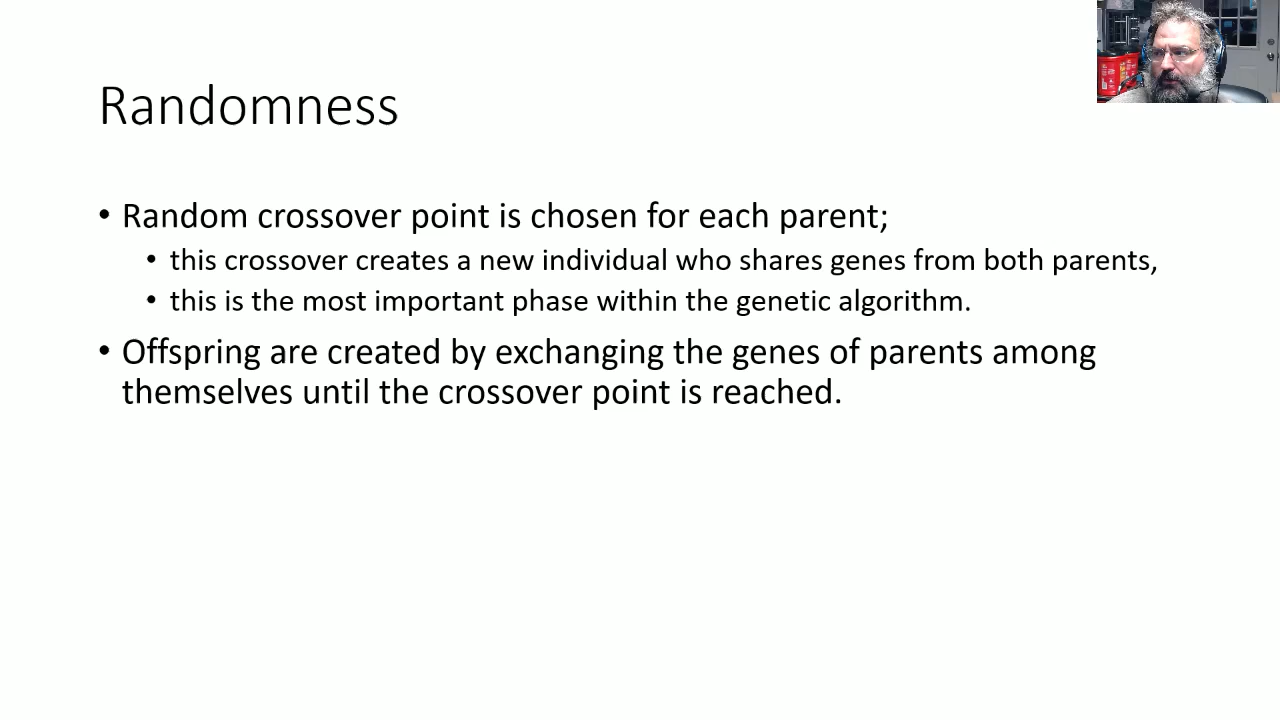 Randomness
• Random crossover point is chosen for each parent;
• this crossover creates a new individual who shares genes from both parents,
• this is the most important phase within the genetic algorithm.
• Offspring are created by exchanging the genes of parents among
themselves until the crossover point is reached.